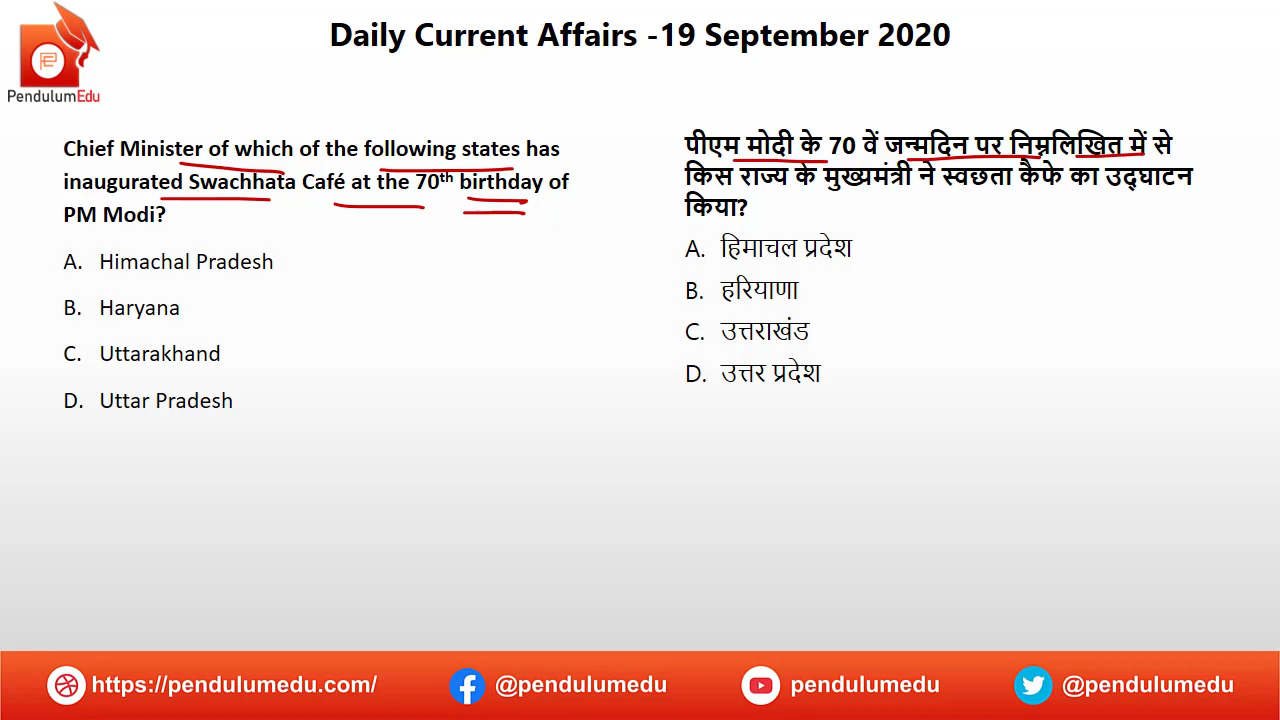 Daily Current Affairs -19 September 2020
PendulumEdu
Chief Minister of which of the following states has
inaugurated Swachhata Café at the 70th birthday of
PM Modi?
A. Himachal Pradesh
B. Haryana
C. Uttarakhand
D. Uttar Pradesh
पीएम मोदी के 70 वें जन्मदिन पर निम्नलिखित में से
किस राज्य के मुख्यमंत्री ने स्वछता कैफे का उद्घाटन
किया?
A. हिमाचल प्रदेश
B. हरियाणा
C. उत्तराखंड
D. उत्तर प्रदेश
https://pendulumedu.com/ @pendulumedu pendulumedu @pendulumedu